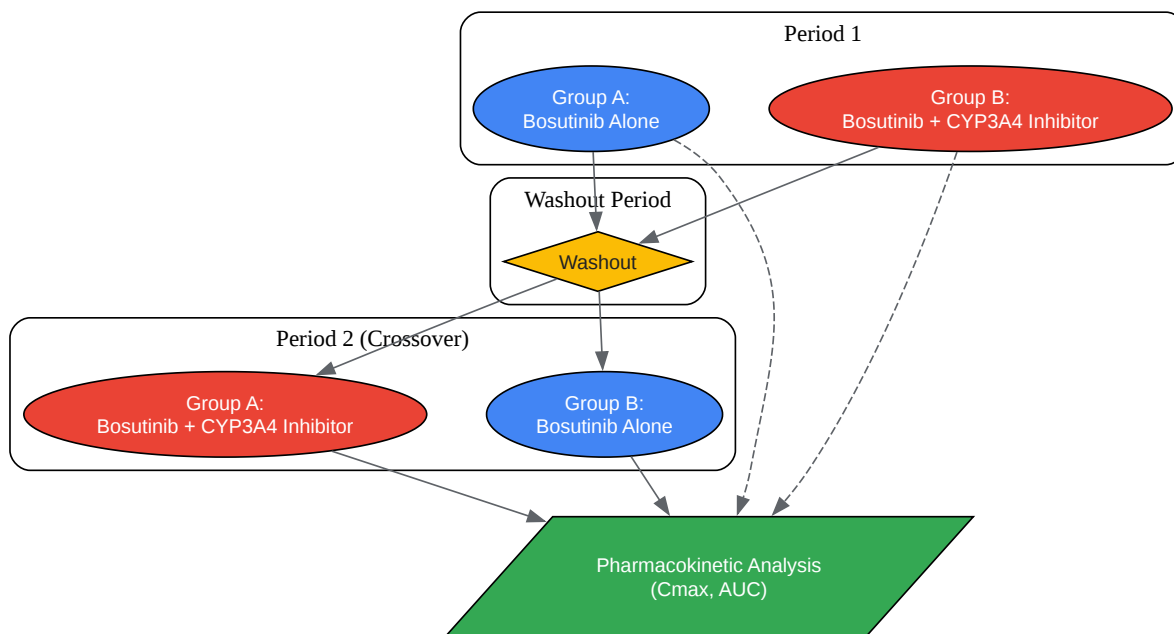 Period 1
Group A:
Bosutinib Alone
Group B:
Bosutinib + CYP3A4 Inhibitor
Washout Period
Washout
Period 2 (Crossover)
Group A:
Bosutinib + CYP3A4 Inhibitor
Group B:
Bosutinib Alone
Pharmacokinetic Analysis
(Cmax, AUC)